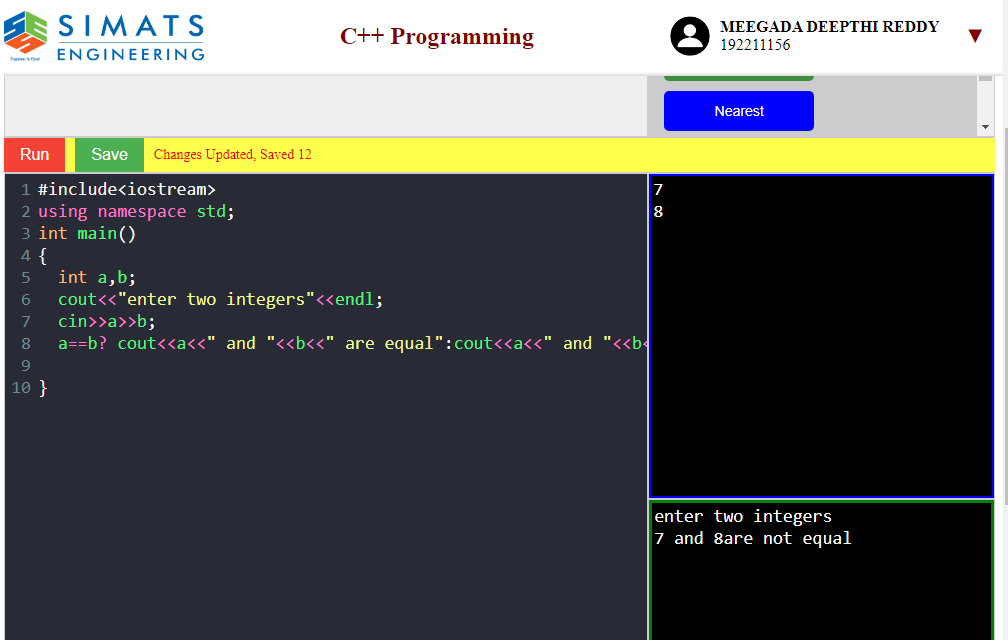 SIMATS
ENGINEERING
Engineer to Excel
C++ Programming
MEEGADA DEEPTHI REDDY
192211156
▼
Nearest
Run Save Changes Updated, Saved 12
1 #include<iostream>
2 using namespace std;
3 int main()
4 {
5 int a,b;
6 cout<<"enter two integers"<<endl;
7 cin>>a>>b;
8 a==b? cout<<a<<" and "<<b<<" are equal":cout<<a<<" and "<<b<
9
10 }
7
8
enter two integers
7 and 8are not equal